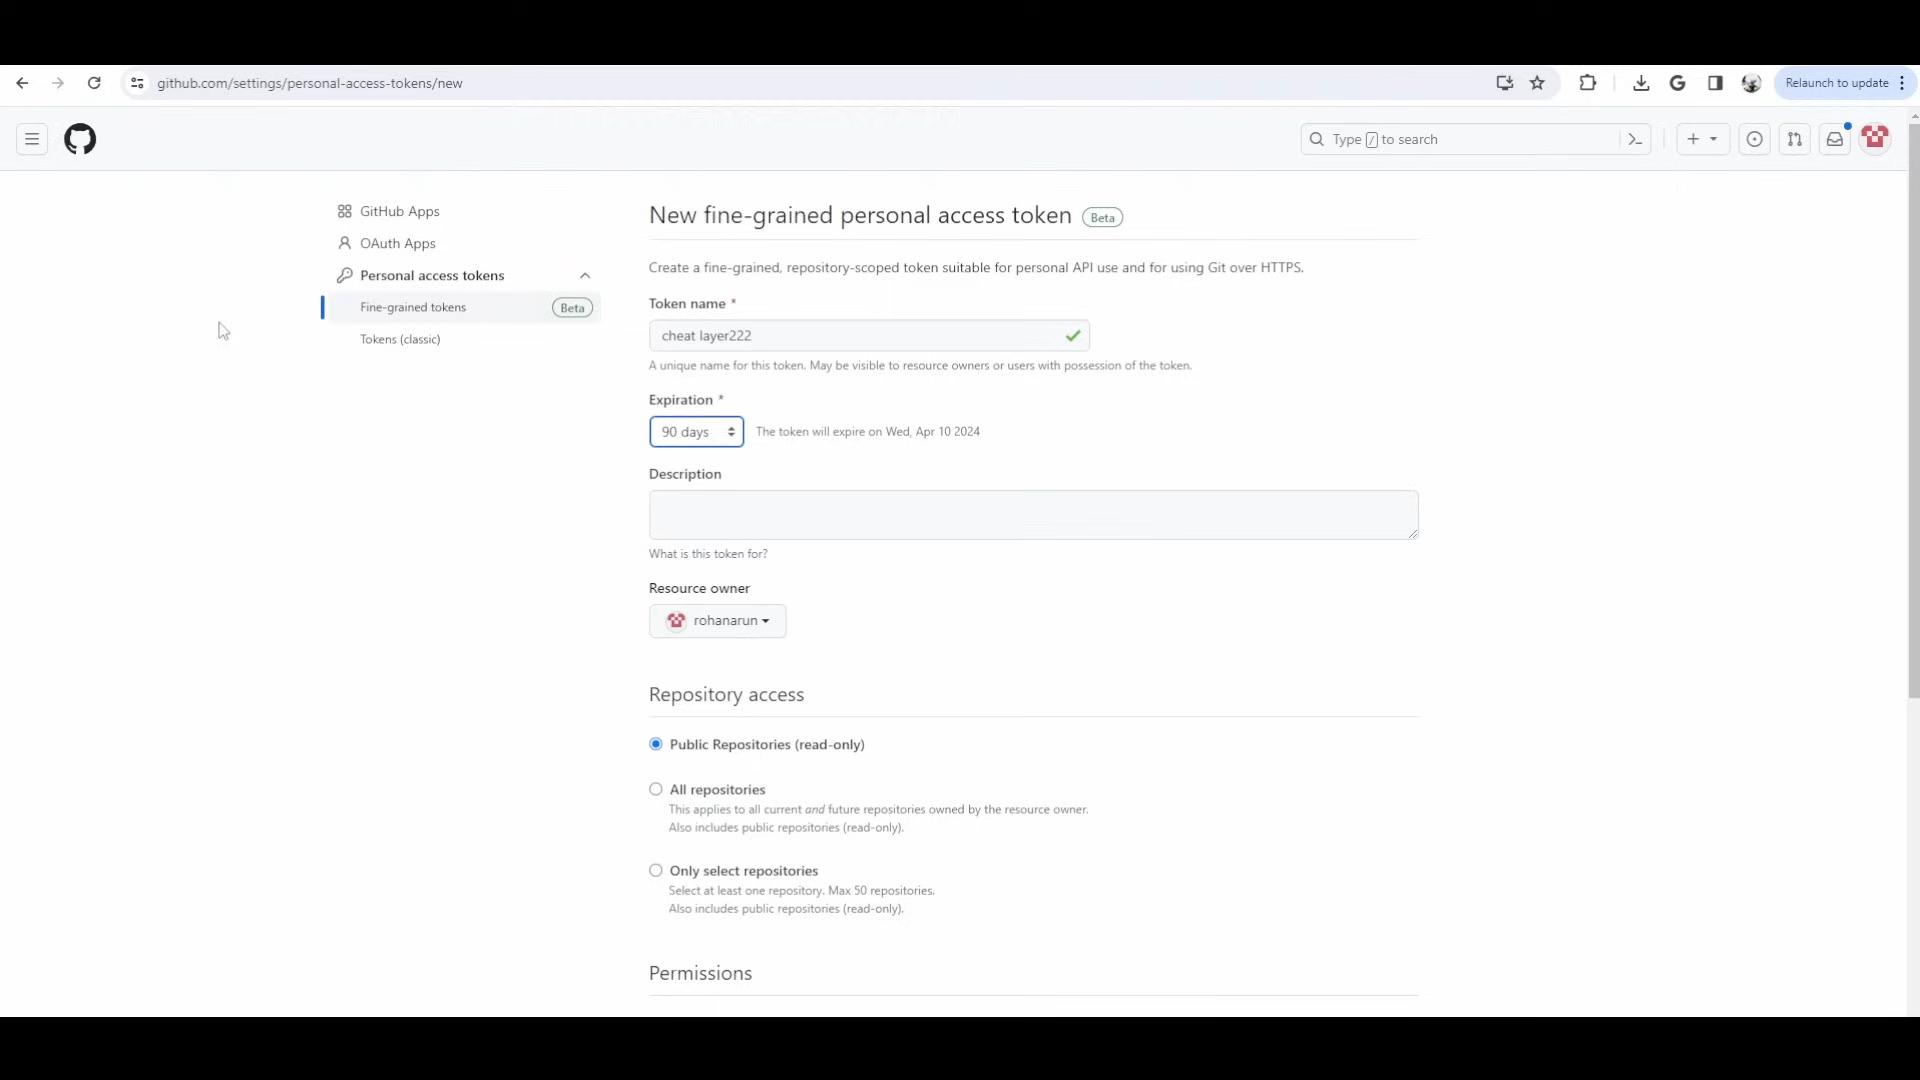 github.com/settings/personal-access-tokens/new
Relaunch to update
Type / to search
GitHub Apps
OAuth Apps
Personal access tokens
Fine-grained tokens Beta
Tokens (classic)
New fine-grained personal access token Beta
Create a fine-grained, repository-scoped token suitable for personal API use and for using Git over HTTPS.
Token name *
cheat layer222
A unique name for this token. May be visible to resource owners or users with possession of the token.
Expiration *
90 days The token will expire on Wed, Apr 10 2024
Description
What is this token for?
Resource owner
rohanarun
Repository access
Public Repositories (read-only)
All repositories
This applies to all current and future repositories owned by the resource owner.
Also includes public repositories (read-only).
Only select repositories
Select at least one repository. Max 50 repositories.
Also includes public repositories (read-only).
Permissions